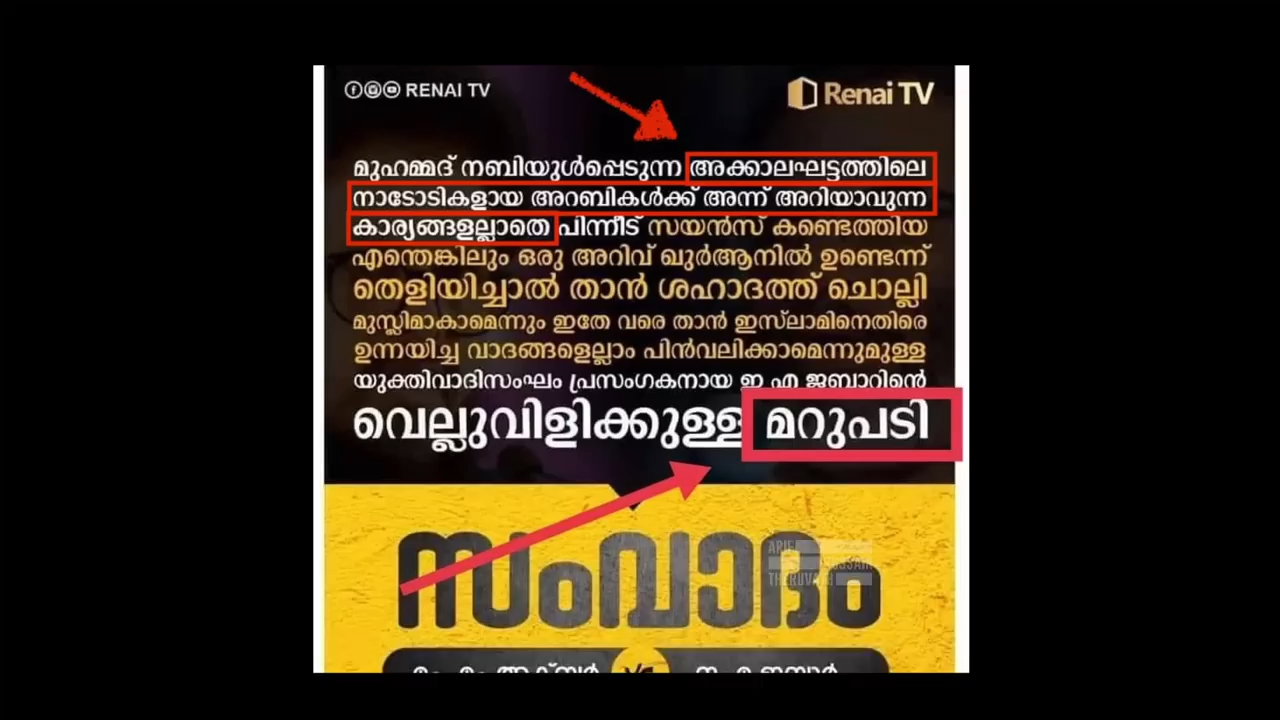 RENAI TV
Renai TV
മുഹമ്മദ് നബിയുൾപ്പെടുന്ന അക്കാലഘട്ടത്തിലെ
നാടോടികളായ അറബികൾക്ക് അന്ന് അറിയാവുന്ന
കാര്യങ്ങളല്ലാതെ പിന്നീട് സയൻസ് കണ്ടെത്തിയ
എന്തെങ്കിലും ഒരു അറിവ് ഖുർആനിൽ ഉണ്ടെന്ന്
തെളിയിച്ചാൽ താൻ ശഹാദത്ത് ചൊല്ലി
മുസ്ലിമാകാമെന്നും ഇതേ വരെ താൻ ഇസ്‌ലാമിനെതിരെ
ഉന്നയിച്ച വാദങ്ങളെല്ലാം പിൻവലിക്കാമെന്നുമുള്ള
യുക്തിവാദിസംഘം പ്രസംഗകനായ ഇ എ ജബാറിൻ്റെ
വെല്ലുവിളിക്കുള്ള മറുപടി
സംവാദം